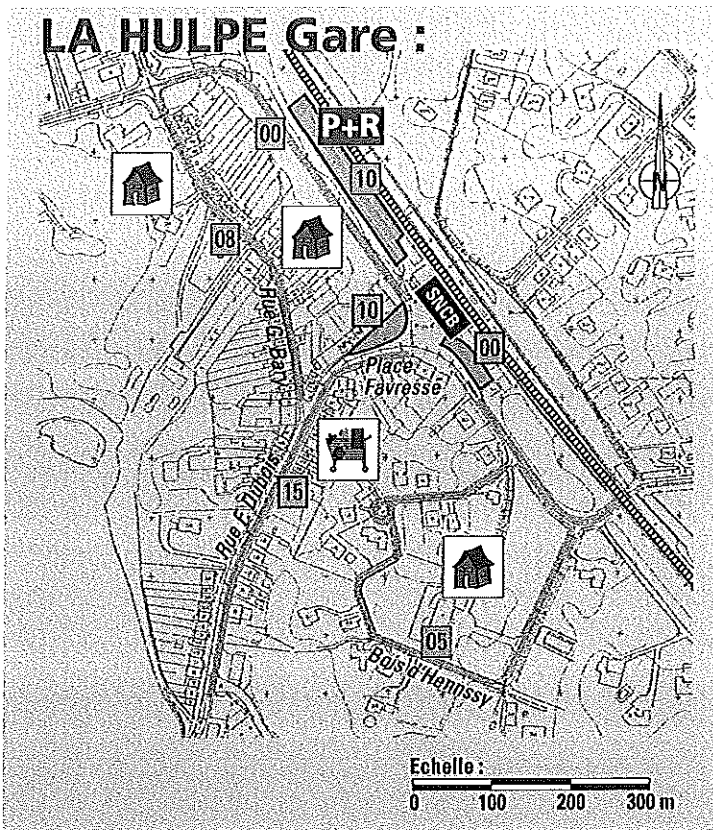 LA HULPE Gare :
00
P+R
10
N
08
Rue G. Bary
10
SNCB
00
Place
Favresse
15
Rue F. Dubois
05
Bois d'Hennssy
Echelle :
0 100 200 300 m